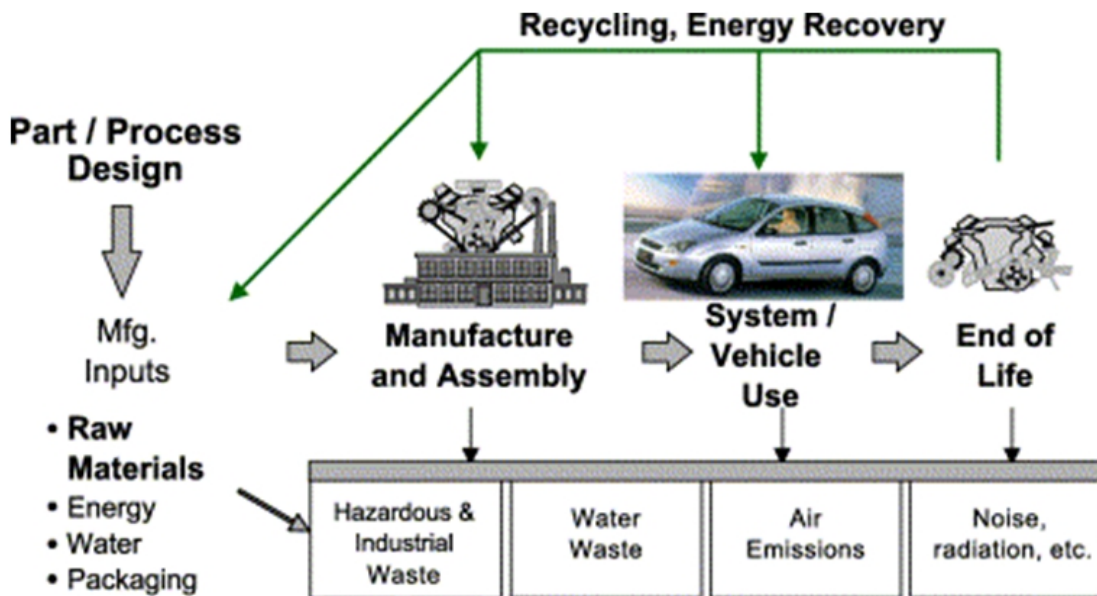 Recycling, Energy Recovery
Part / Process
Design
Mfg.
Inputs
• Raw
Materials
• Energy
• Water
• Packaging
Manufacture
and Assembly
System /
Vehicle
Use
End of
Life
Hazardous &
Industrial
Waste
Water
Waste
Air
Emissions
Noise,
radiation, etc.